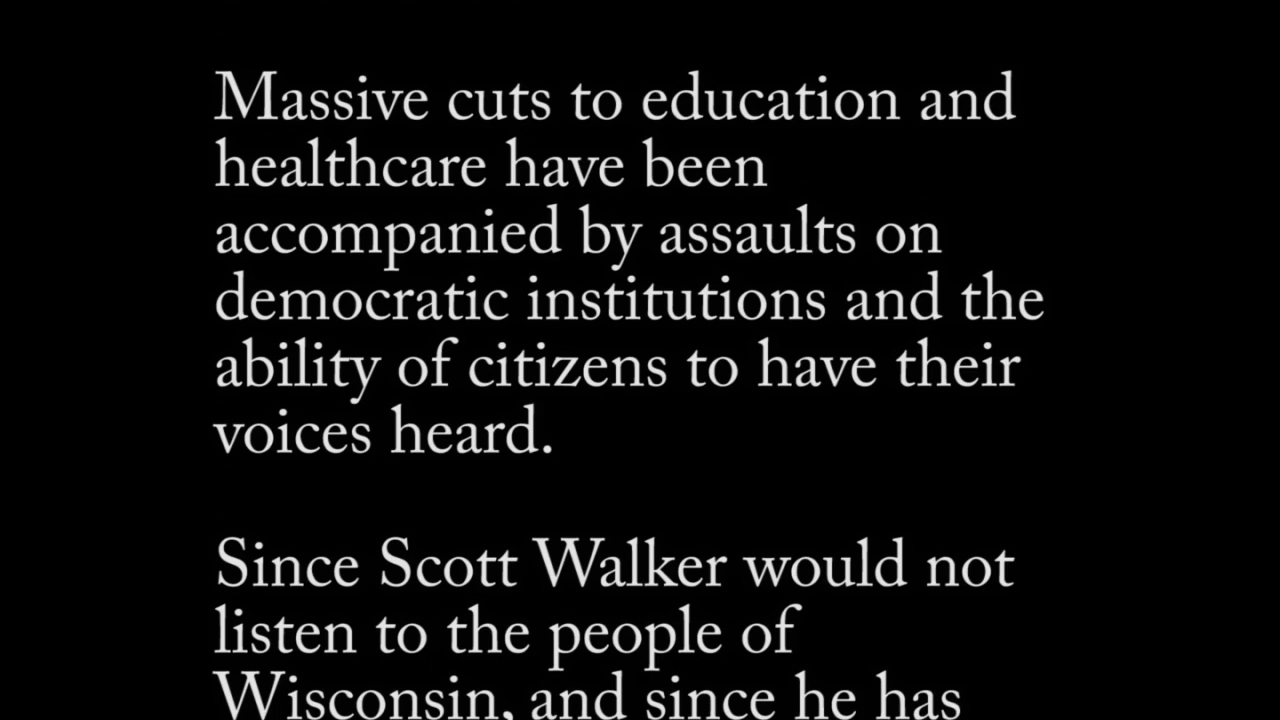 Massive cuts to education and
healthcare have been
accompanied by assaults on
democratic institutions and the
ability of citizens to have their
voices heard.
Since Scott Walker would not
listen to the people of
Wisconsin, and since he has